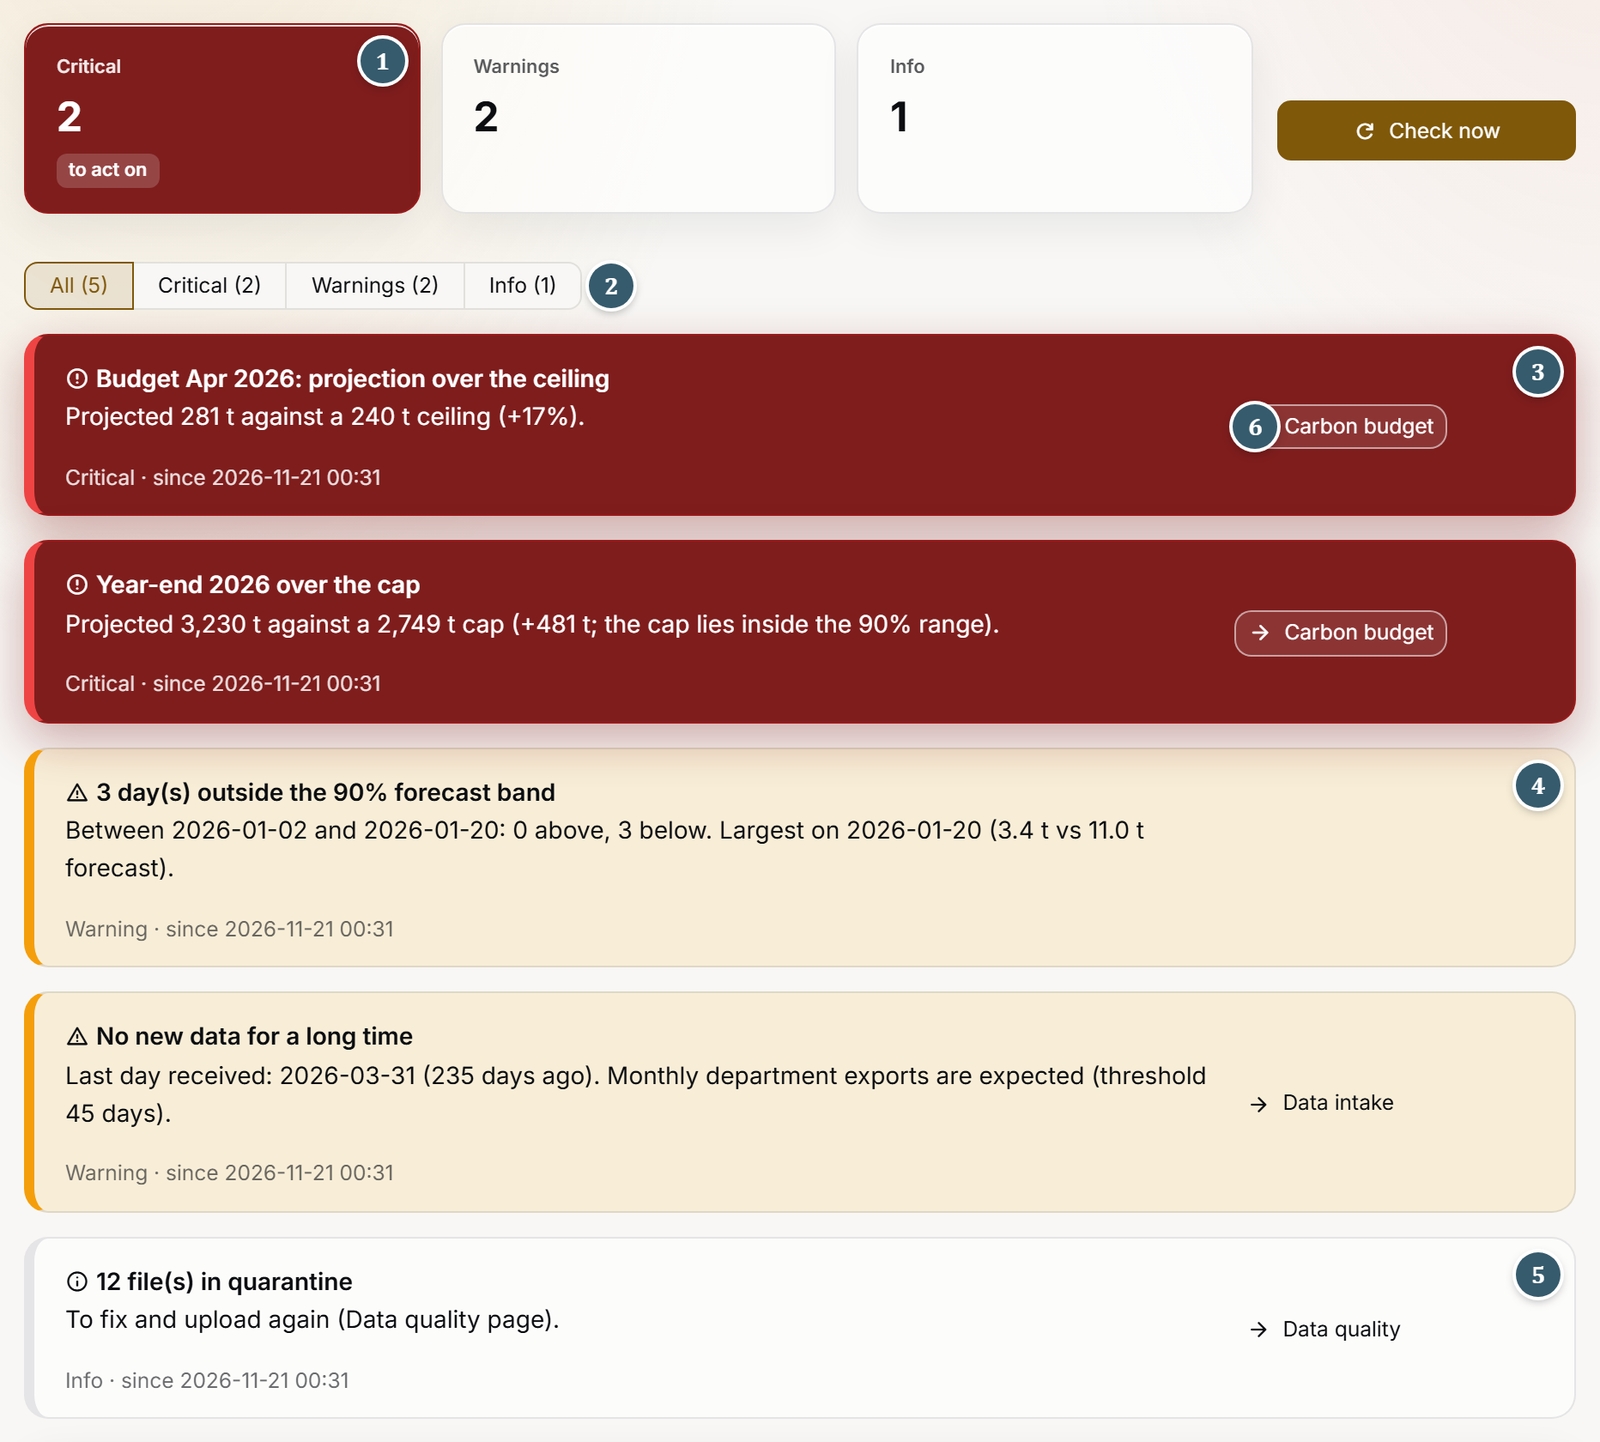 Critical
1
2
to act on
Warnings
2
Info
1
Check now
All (5)
Critical (2)
Warnings (2)
Info (1)
2
Budget Apr 2026: projection over the ceiling
Projected 281 t against a 240 t ceiling (+17%).
Critical · since 2026-11-21 00:31
6
Carbon budget
3
Year-end 2026 over the cap
Projected 3,230 t against a 2,749 t cap (+481 t; the cap lies inside the 90% range).
Critical · since 2026-11-21 00:31
→ Carbon budget
3 day(s) outside the 90% forecast band
Between 2026-01-02 and 2026-01-20: 0 above, 3 below. Largest on 2026-01-20 (3.4 t vs 11.0 t
forecast).
Warning · since 2026-11-21 00:31
4
No new data for a long time
Last day received: 2026-03-31 (235 days ago). Monthly department exports are expected (threshold
45 days).
Warning · since 2026-11-21 00:31
→ Data intake
12 file(s) in quarantine
To fix and upload again (Data quality page).
Info · since 2026-11-21 00:31
→ Data quality
5